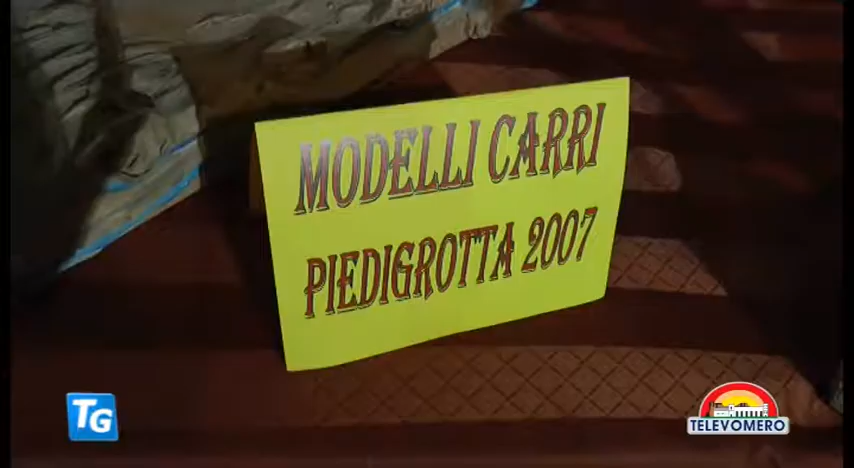 MODELLI CARRI
PIEDIGROTTA 2007
TG
TELEVOMERO